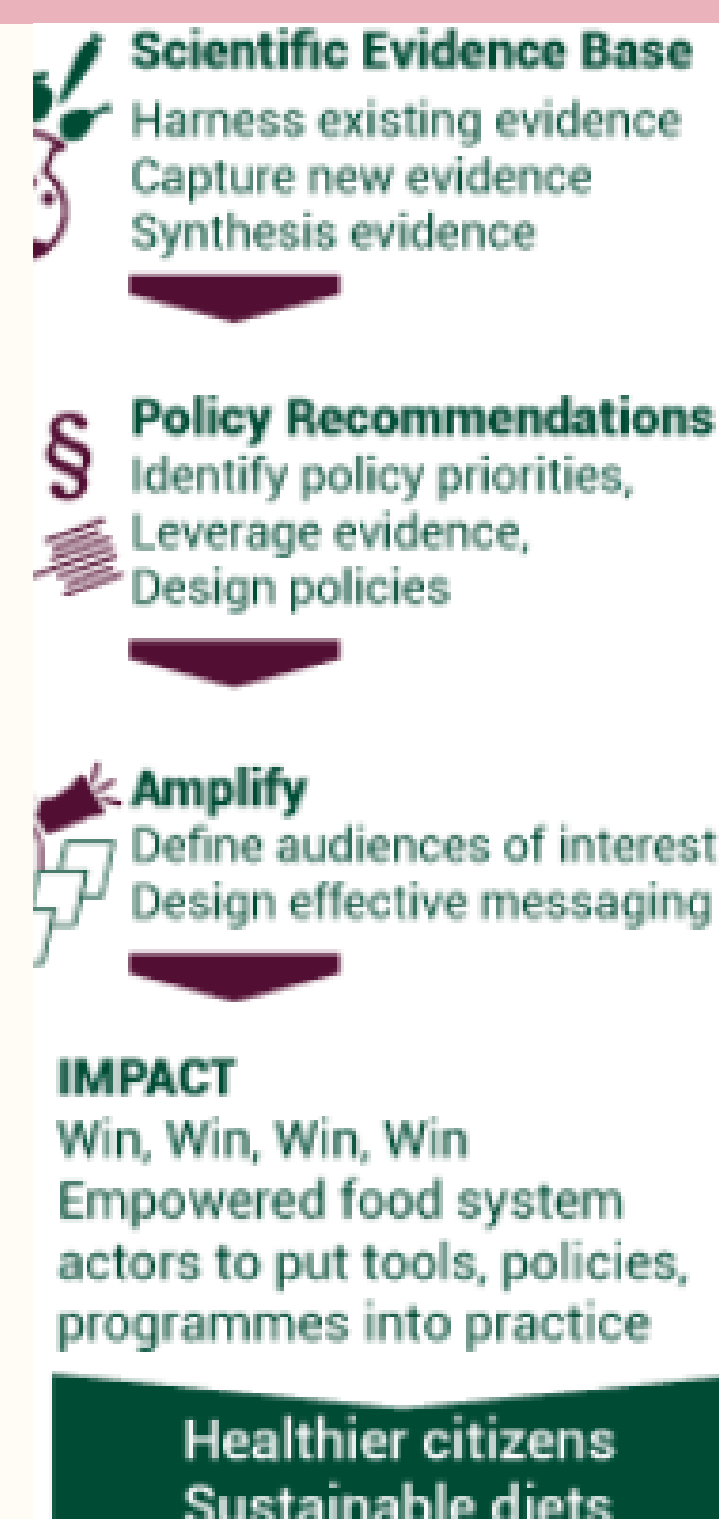 Scientific Evidence Base
Harness existing evidence
Capture new evidence
Synthesis evidence
§
Policy Recommendations
Identify policy priorities,
Leverage evidence,
Design policies
Amplify
Define audiences of interest
Design effective messaging
IMPACT
Win, Win, Win, Win
Empowered food system
actors to put tools, policies,
programmes into practice
Healthier citizens
Sustainable diets